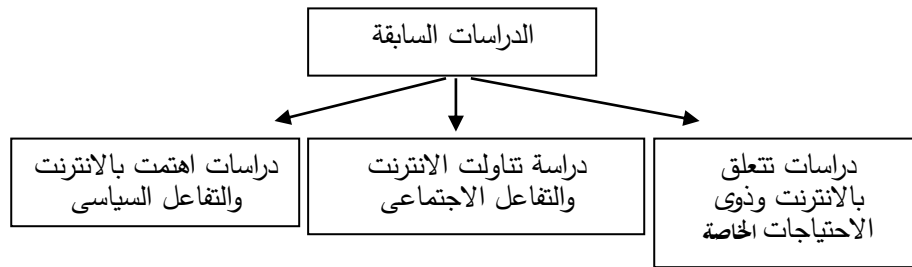 الدراسات السابقة
دراسات تتعلق
بالانترنت وذوى
الاحتياجات الخاصة
دراسة تناولت الانترنت
والتفاعل الاجتماعى
دراسات اهتمت بالانترنت
والتفاعل السياسى